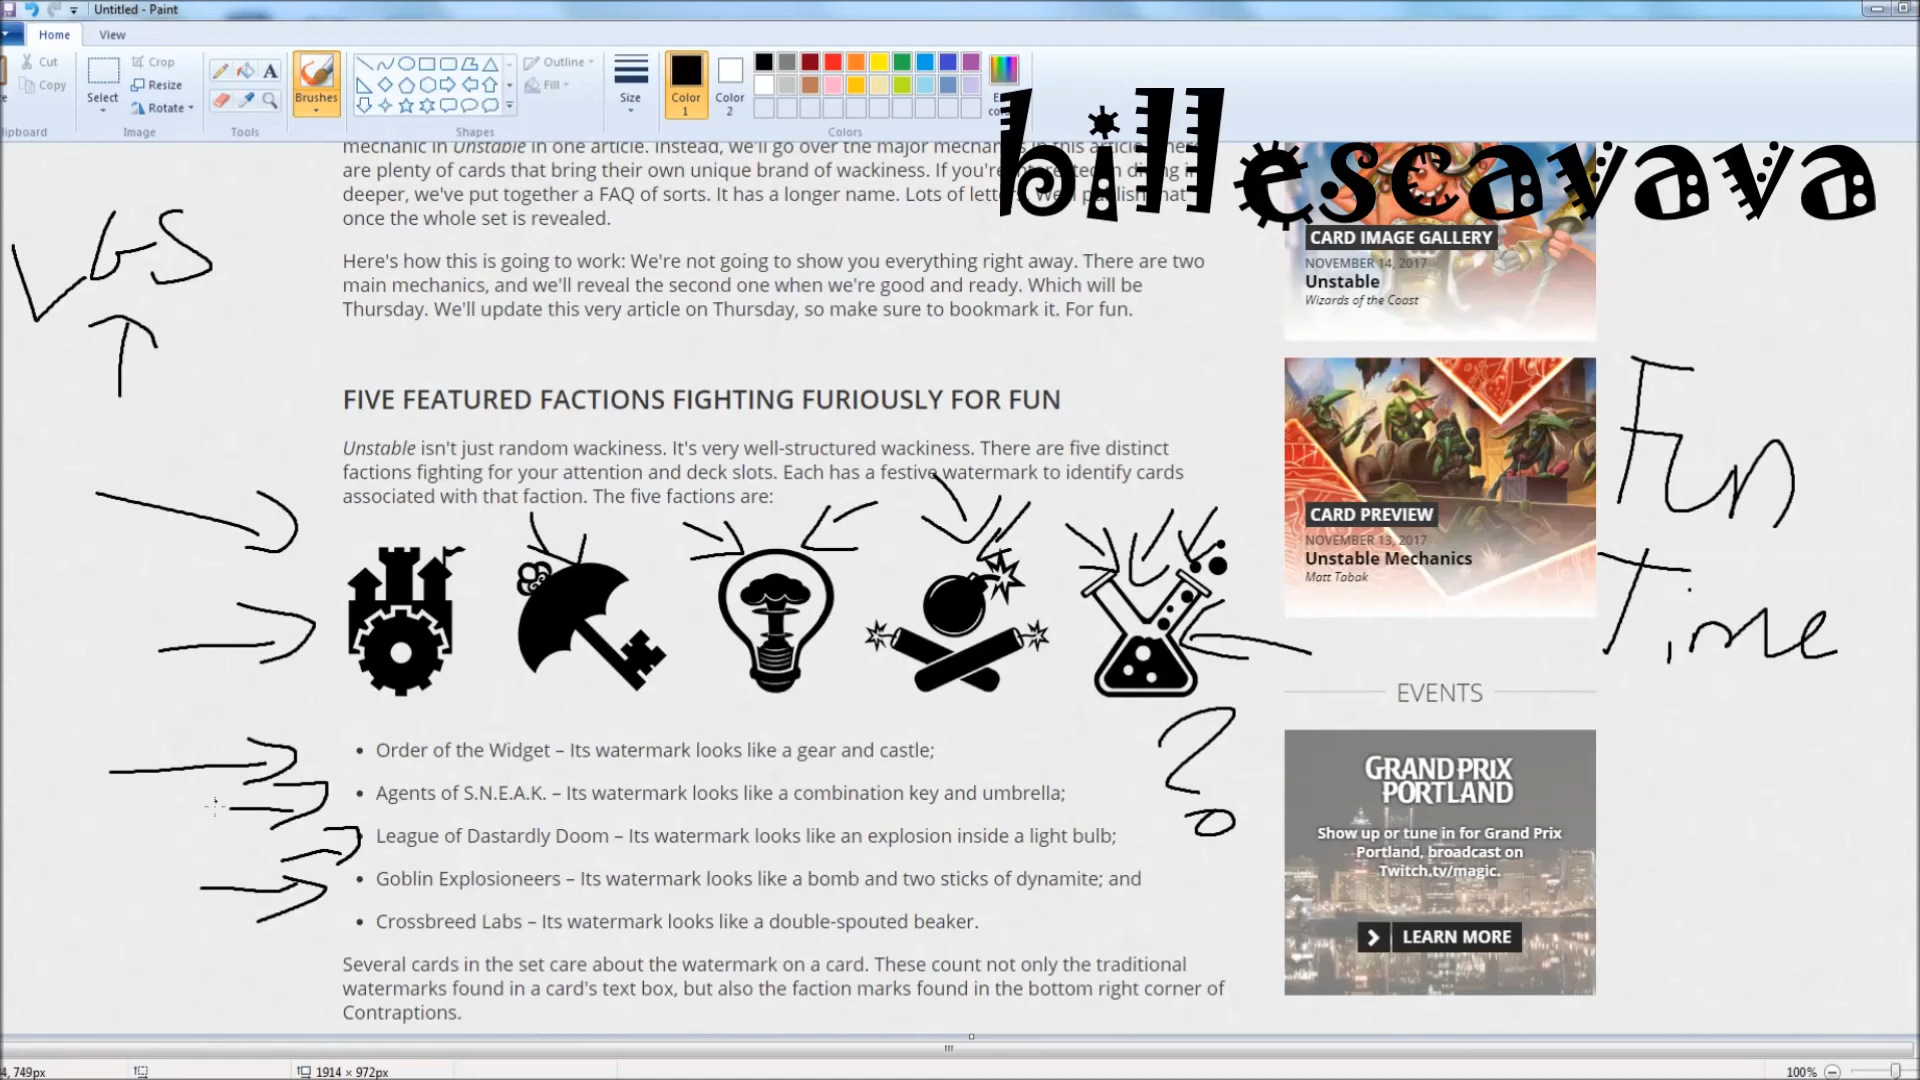 Untitled - Paint
Home
View
Cut
Copy
Select
Crop
Resize
Rotate
Image
Tools
Brushes
Shapes
Outline
Fill
Size
Color
1
Color
2
Colors
billescavava
mechanic in Unstable in one article. Instead, we'll go over the major mechanics in this article.
are plenty of cards that bring their own unique brand of wackiness. If you're
deeper, we've put together a FAQ of sorts. It has a longer name. Lots of
once the whole set is revealed.
Here's how this is going to work: We're not going to show you everything right away. There are two
main mechanics, and we'll reveal the second one when we're good and ready. Which will be
Thursday. We'll update this very article on Thursday, so make sure to bookmark it. For fun.
LGS
FIVE FEATURED FACTIONS FIGHTING FURIOUSLY FOR FUN
Unstable isn't just random wackiness. It's very well-structured wackiness. There are five distinct
factions fighting for your attention and deck slots. Each has a festive watermark to identify cards
associated with that faction. The five factions are:
• Order of the Widget – Its watermark looks like a gear and castle;
• Agents of S.N.E.A.K. – Its watermark looks like a combination key and umbrella;
League of Dastardly Doom – Its watermark looks like an explosion inside a light bulb;
• Goblin Explosioneers – Its watermark looks like a bomb and two sticks of dynamite; and
• Crossbreed Labs – Its watermark looks like a double-spouted beaker.
?
Several cards in the set care about the watermark on a card. These count not only the traditional
watermarks found in a card's text box, but also the faction marks found in the bottom right corner of
Contraptions.
CARD IMAGE GALLERY
NOVEMBER 14, 2017
Unstable
Wizards of the Coast
CARD PREVIEW
NOVEMBER 13, 2017
Unstable Mechanics
Matt Tabak
Fun
Time
EVENTS
GRAND PRIX
PORTLAND
Show up or tune in for Grand Prix
Portland, broadcast on
Twitch.tv/magic.
LEARN MORE
4, 749px
1914 × 972px
100%